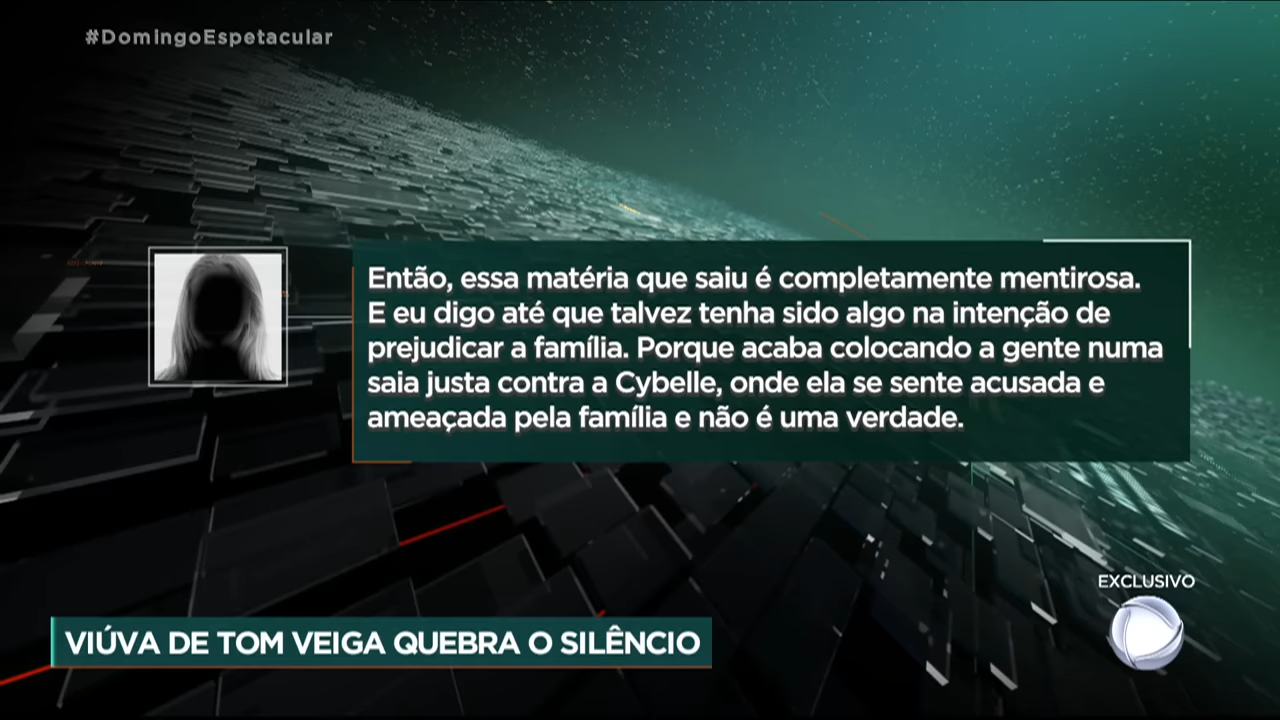 #DomingoEspetacular
Então, essa matéria que saiu é completamente mentirosa.
E eu digo até que talvez tenha sido algo na intenção de
prejudicar a família. Porque acaba colocando a gente numa
saia justa contra a Cybelle, onde ela se sente acusada e
ameaçada pela família e não é uma verdade.
EXCLUSIVO
VIÚVA DE TOM VEIGA QUEBRA O SILÊNCIO